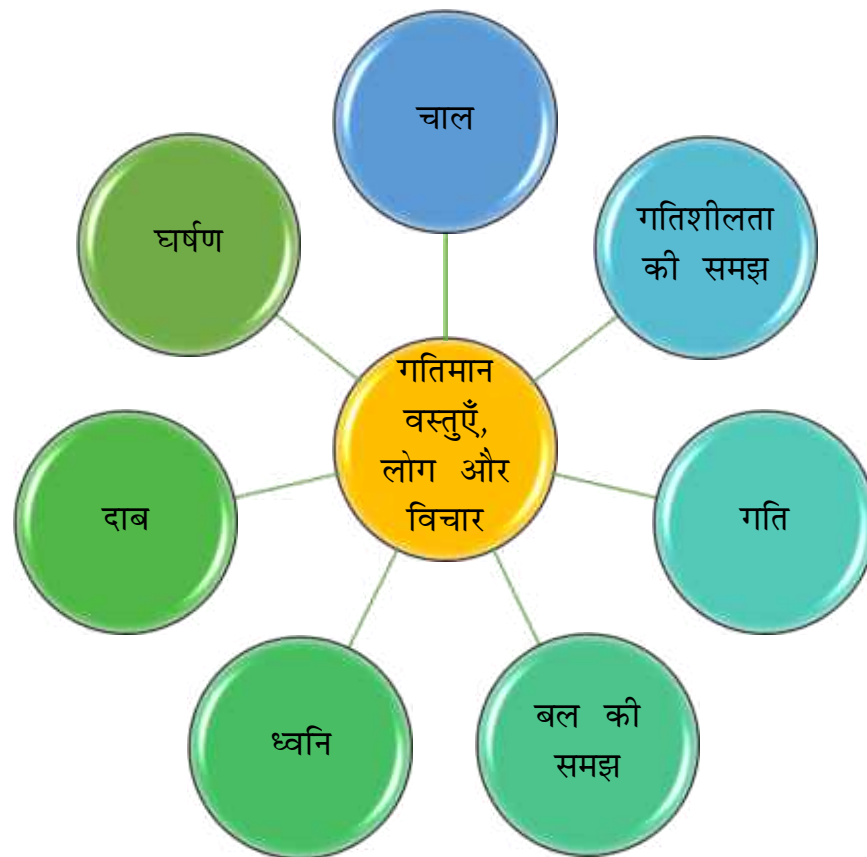 चाल
गतिशीलता
की समझ
गति
बल की
समझ
ध्वनि
दाब
घर्षण
गतिमान
वस्तुएँ,
लोग और
विचार